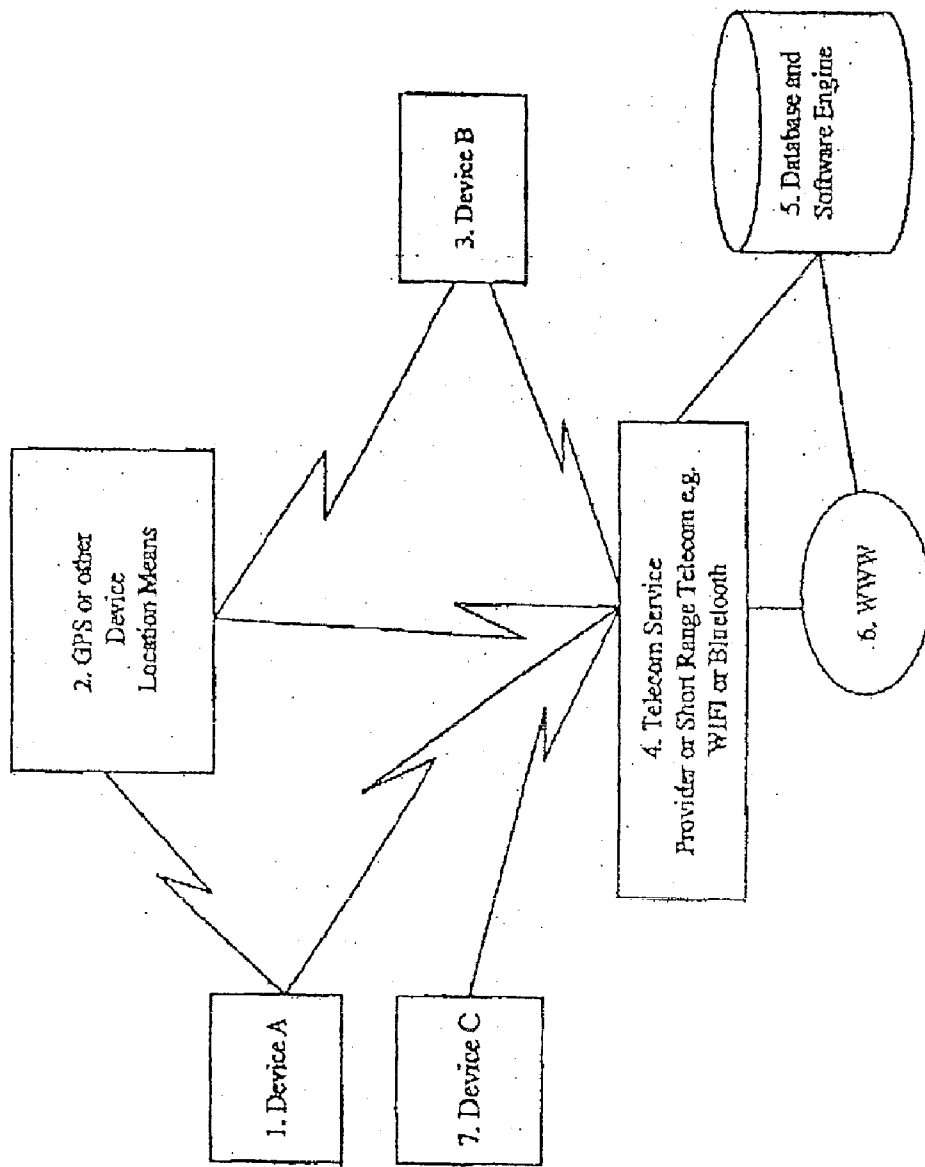 1. Device A
2. GPS or other
Device
Location Means
3. Device B
7. Device C
4. Telecom Service
Provider or Short Range Telecom e.g.
WIFI or Bluetooth
5. Database and
Software Engine
6. WWW